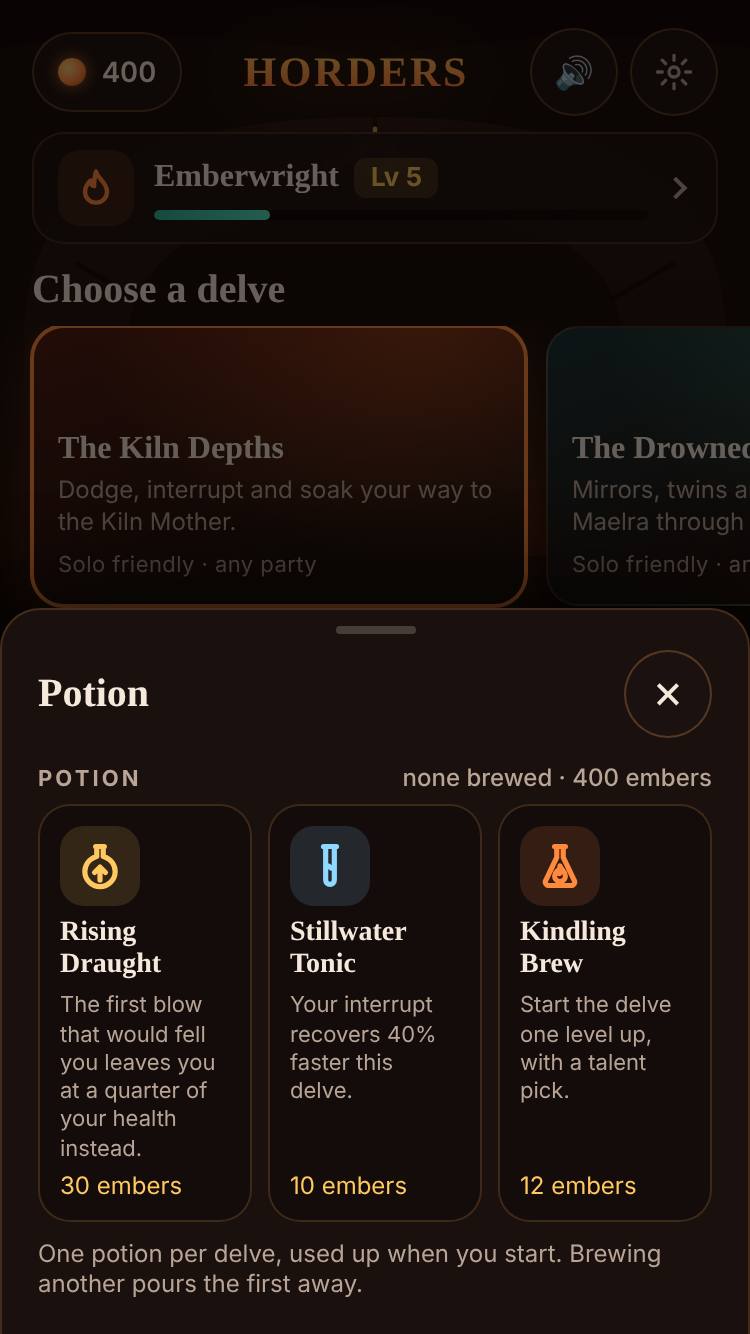 400
HORDERS
Emberwright Lv 5
Choose a delve
The Kiln Depths
Dodge, interrupt and soak your way to
the Kiln Mother.
Solo friendly · any party
The Drowned
Mirrors, twins a
Maelra through
Solo friendly · ar
Potion
POTION
none brewed · 400 embers
Rising
Draught
The first blow
that would fell
you leaves you
at a quarter of
your health
instead.
30 embers
Stillwater
Tonic
Your interrupt
recovers 40%
faster this
delve.
10 embers
Kindling
Brew
Start the delve
one level up,
with a talent
pick.
12 embers
One potion per delve, used up when you start. Brewing
another pours the first away.